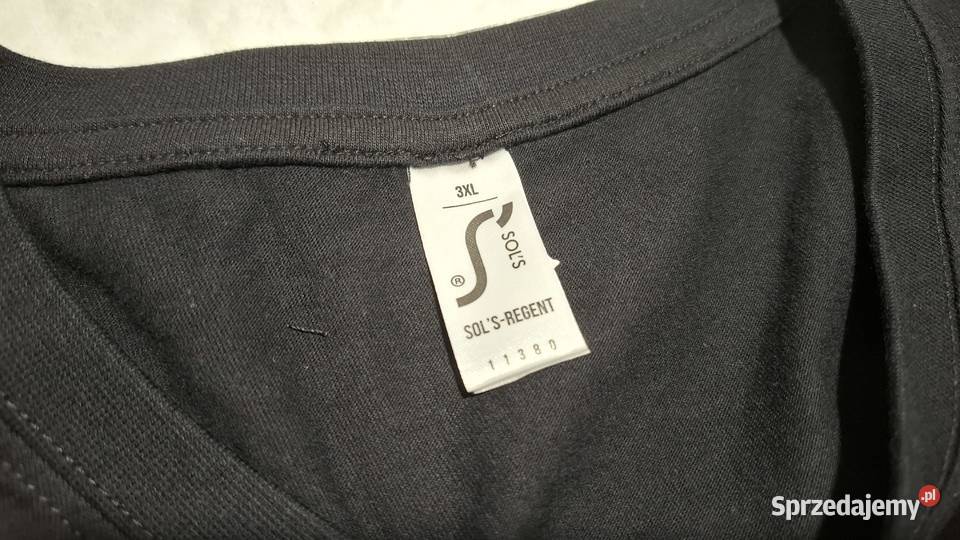 3XL
SOL'S
®
SOL'S-REGENT
11380
Sprzedajemy.pl